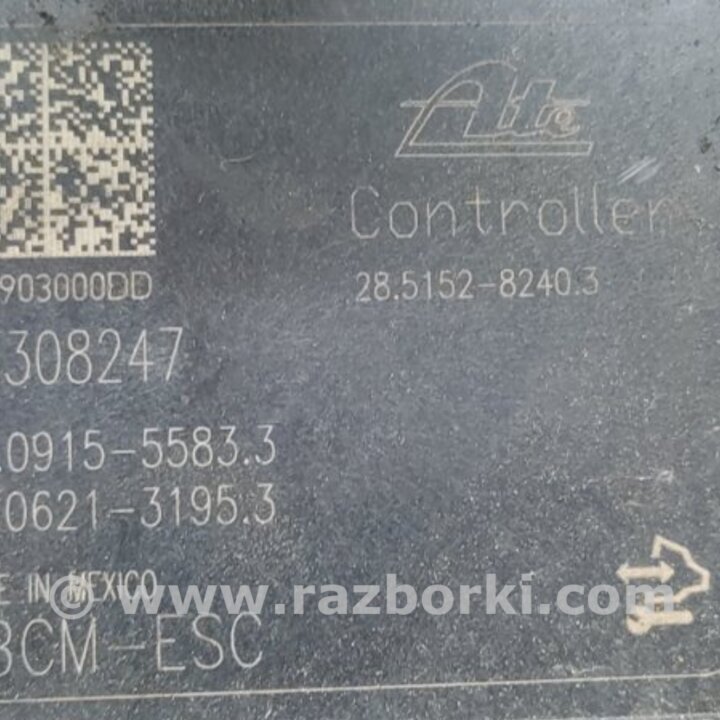 Ate
Controller
903000DD
28.5152-8240.3
308247
.0915-5583.3
0621-3195.3
E IN MEXICO
© www.razborki.com
BCM-ESC